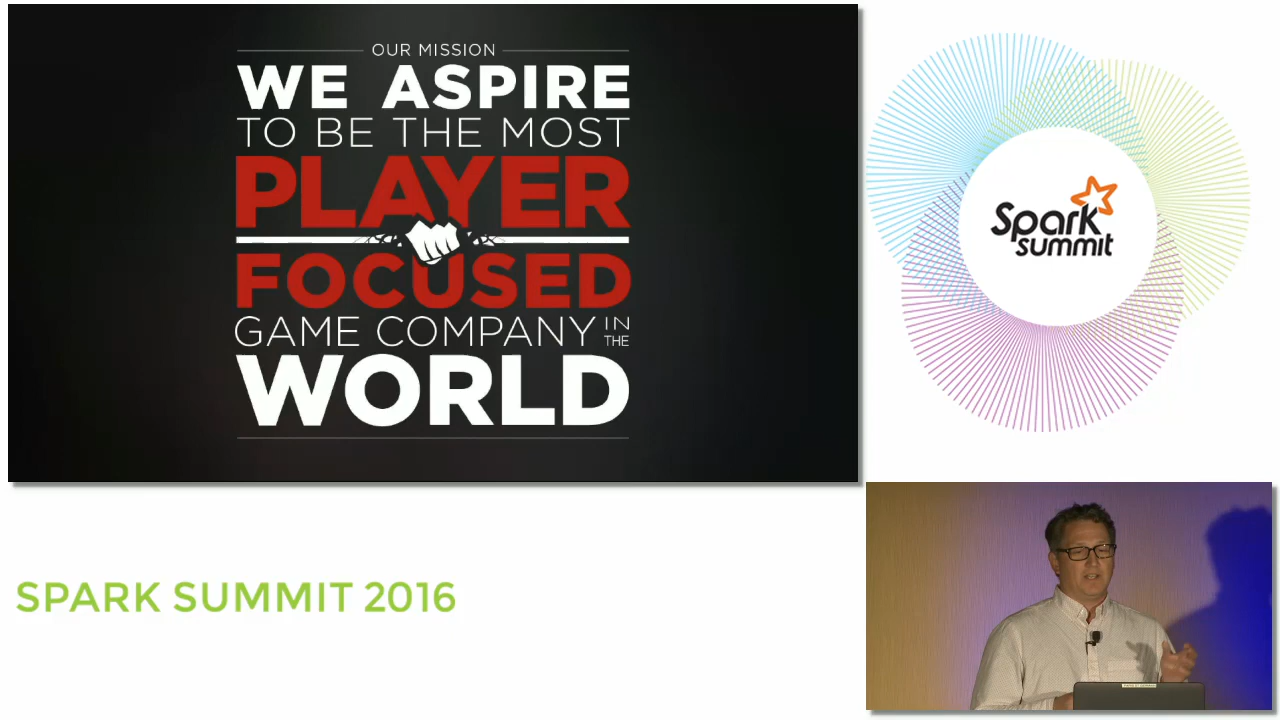 OUR MISSION
WE ASPIRE
TO BE THE MOST
PLAYER
FOCUSED
GAME COMPANY IN THE
WORLD
Spark
summit
SPARK SUMMIT 2016